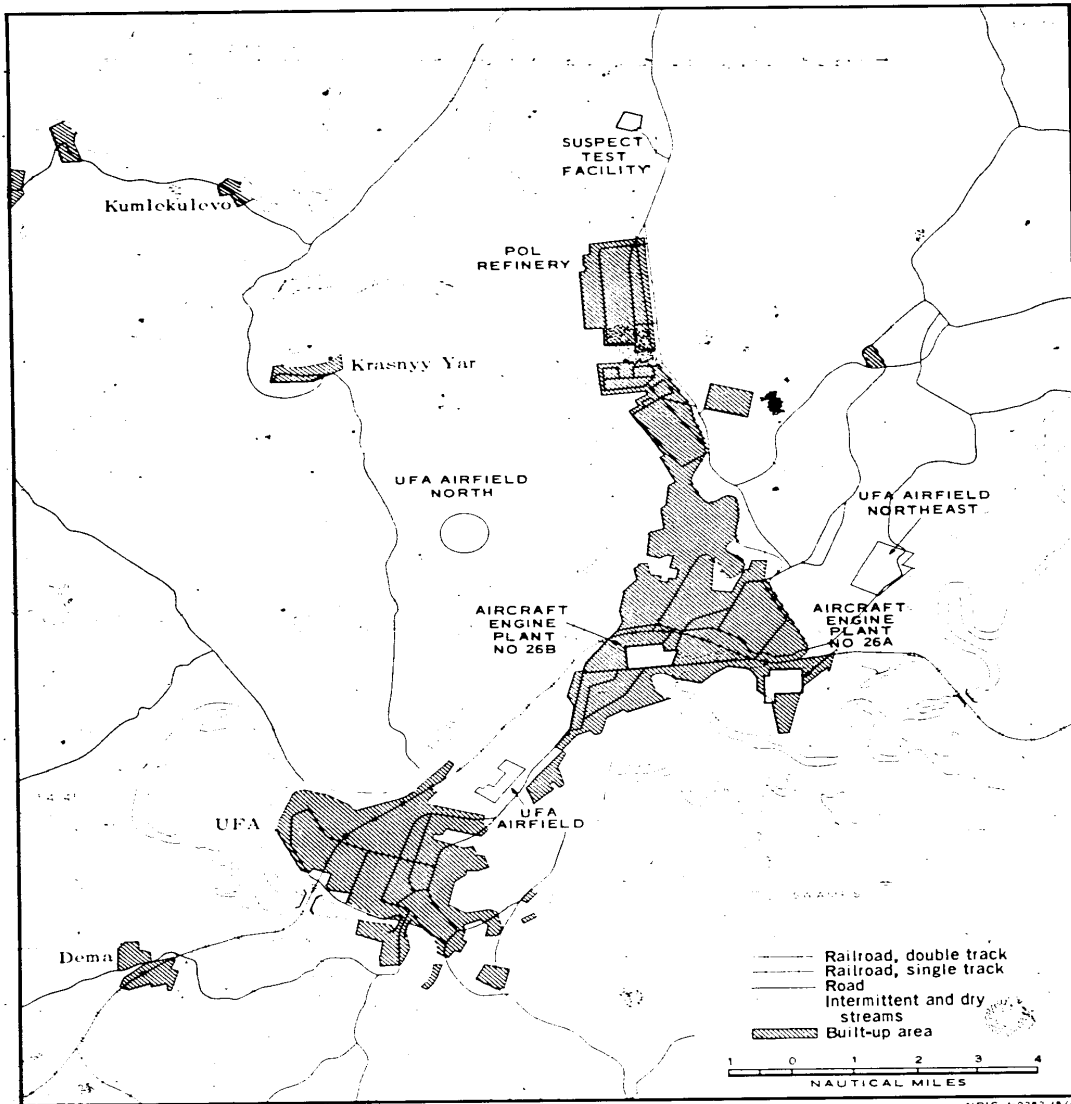 SUSPECT
TEST
FACILITY
Kumlekulevo
POL
REFINERY
Krasnyy Yar
UFA AIRFIELD
NORTH
UFA AIRFIELD
NORTHEAST
AIRCRAFT
ENGINE
PLANT
NO 26B
AIRCRAFT
ENGINE
PLANT
NO 26A
UFA
UFA
AIRFIELD
Dema
Railroad, double track
Railroad, single track
Road
Intermittent and dry
streams
Built-up area
1 0 1 2 3 4
NAUTICAL MILES